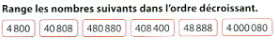 Range les nombres suivants dans l'ordre décroissant.
4 800 40 808 480 880 408 400 48 888 4 000 080